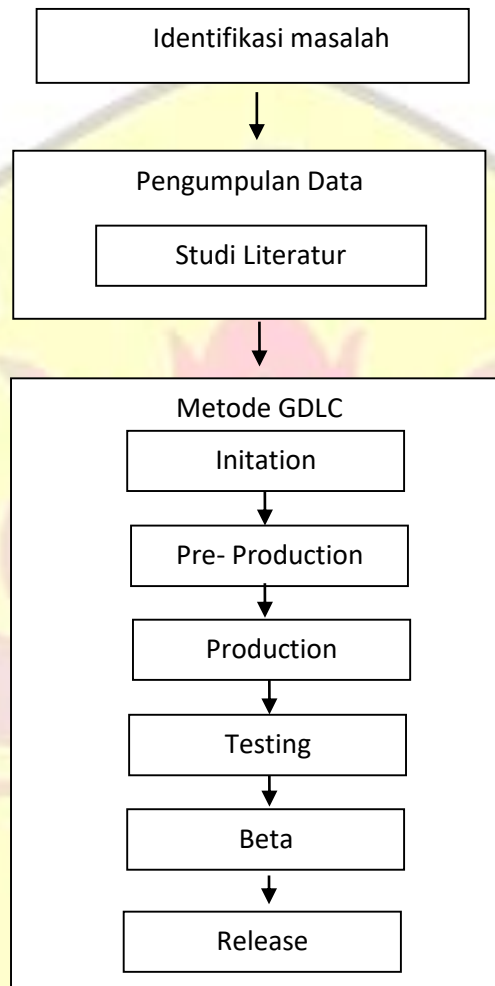 Identifikasi masalah
Pengumpulan Data
Studi Literatur
Metode GDLC
Initation
Pre- Production
Production
Testing
Beta
Release